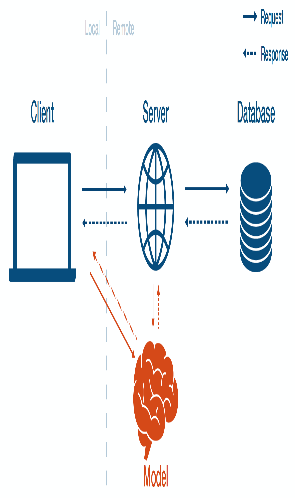 Request
Local Remote
Response
Client Server Database
Model